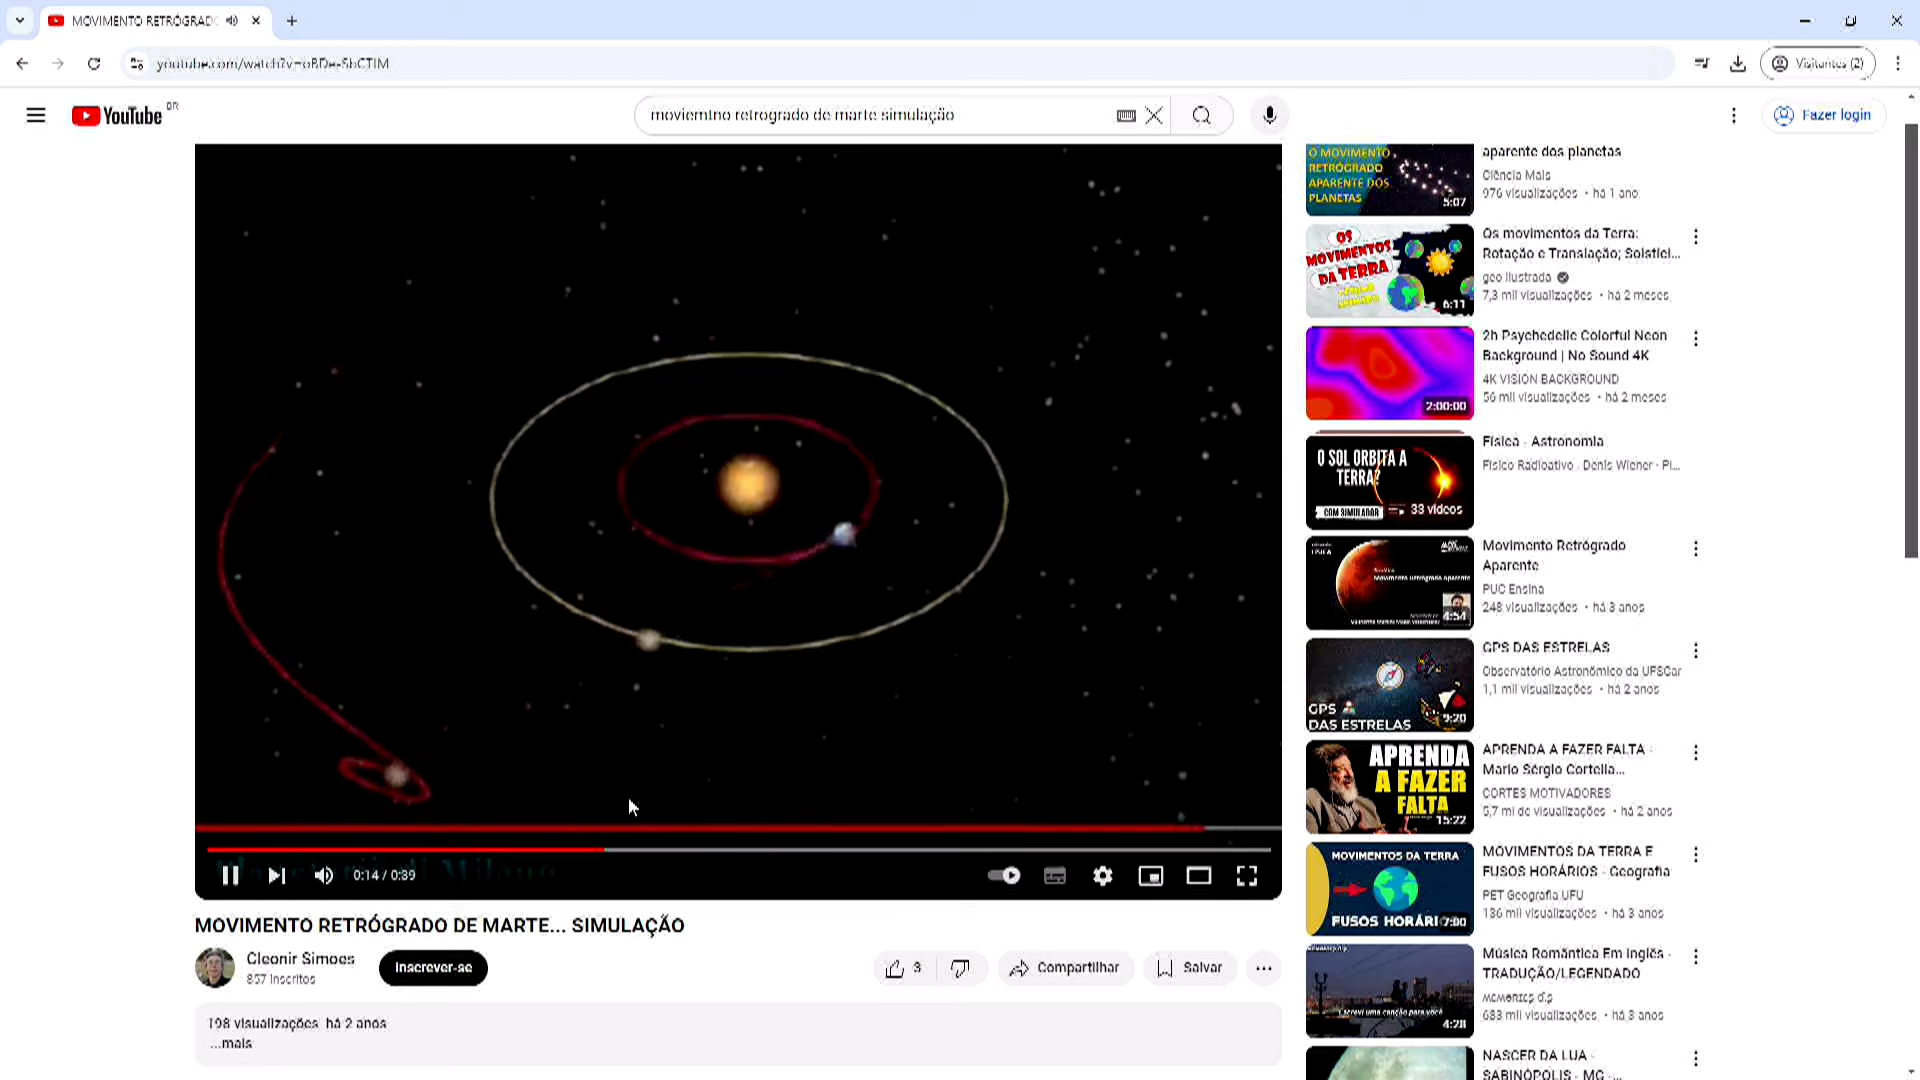 MOVIMENTO RETRÓGRAD
youtube.com/watch?v=oBDe-SbCTIM
Visitantes (2)
YouTube
BR
moviemtno retrogrado de marte simulação
Fazer login
0:14 / 0:39
MOVIMENTO RETRÓGRADO DE MARTE... SIMULAÇÃO
Cleonir Simoes
857 inscritos
Inscrever-se
3
Compartilhar
Salvar
198 visualizações há 2 anos
...mais
O MOVIMENTO
RETRÓGRADO
APARENTE DOS
PLANETAS
5:07
aparente dos planetas
Ciência Mais
976 visualizações • há 1 ano
OS
MOVIMENTOS
DA TERRA
6:11
Os movimentos da Terra:
Rotação e Translação; Solstíci...
geo ilustrada
7,3 mil visualizações • há 2 meses
2:00:00
2h Psychedelic Colorful Neon
Background | No Sound 4K
4K VISION BACKGROUND
56 mil visualizações • há 2 meses
O SOL ORBITA A
TERRA?
COM SIMULADOR
33 vídeos
Física - Astronomia
Físico Radioativo . Denis Wiener · Pl...
4:54
Movimento Retrógrado
Aparente
PUC Ensina
248 visualizações • há 3 anos
GPS
DAS ESTRELAS
9:20
GPS DAS ESTRELAS
Observatório Astronômico da UFSCar
1,1 mil visualizações • há 2 anos
APRENDA
A FAZER
FALTA
15:22
APRENDA A FAZER FALTA -
Mario Sérgio Cortella...
CORTES MOTIVADORES
5,7 mi de visualizações • há 2 anos
MOVIMENTOS DA TERRA
FUSOS HORÁRI
7:00
MOVIMENTOS DA TERRA E
FUSOS HORÁRIOS - Geografia
PET Geografia UFU
136 mil visualizações • há 3 anos
Escrevi uma canção para você
4:28
Música Romântica Em Inglês -
TRADUÇÃO/LEGENDADO
ᴍᴇᴍᴏʀɪᴇs ᴅ.ᴘ
683 mil visualizações • há 3 anos
NASCER DA LUA -
SABINÓPOLIS - MG -...